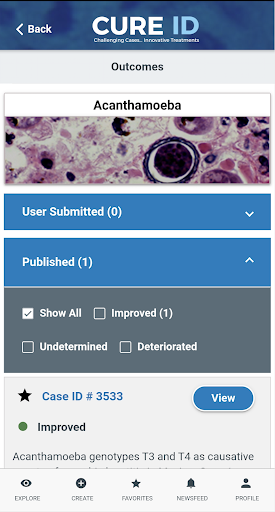 Back
CURE ID
Challenging Cases.. Innovative Treatments
Outcomes
Acanthamoeba
User Submitted (0)
Published (1)
Show All Improved (1)
Undetermined Deteriorated
Case ID # 3533 View
Improved
Acanthamoeba genotypes T3 and T4 as causative
EXPLORE CREATE FAVORITES NEWSFEED PROFILE